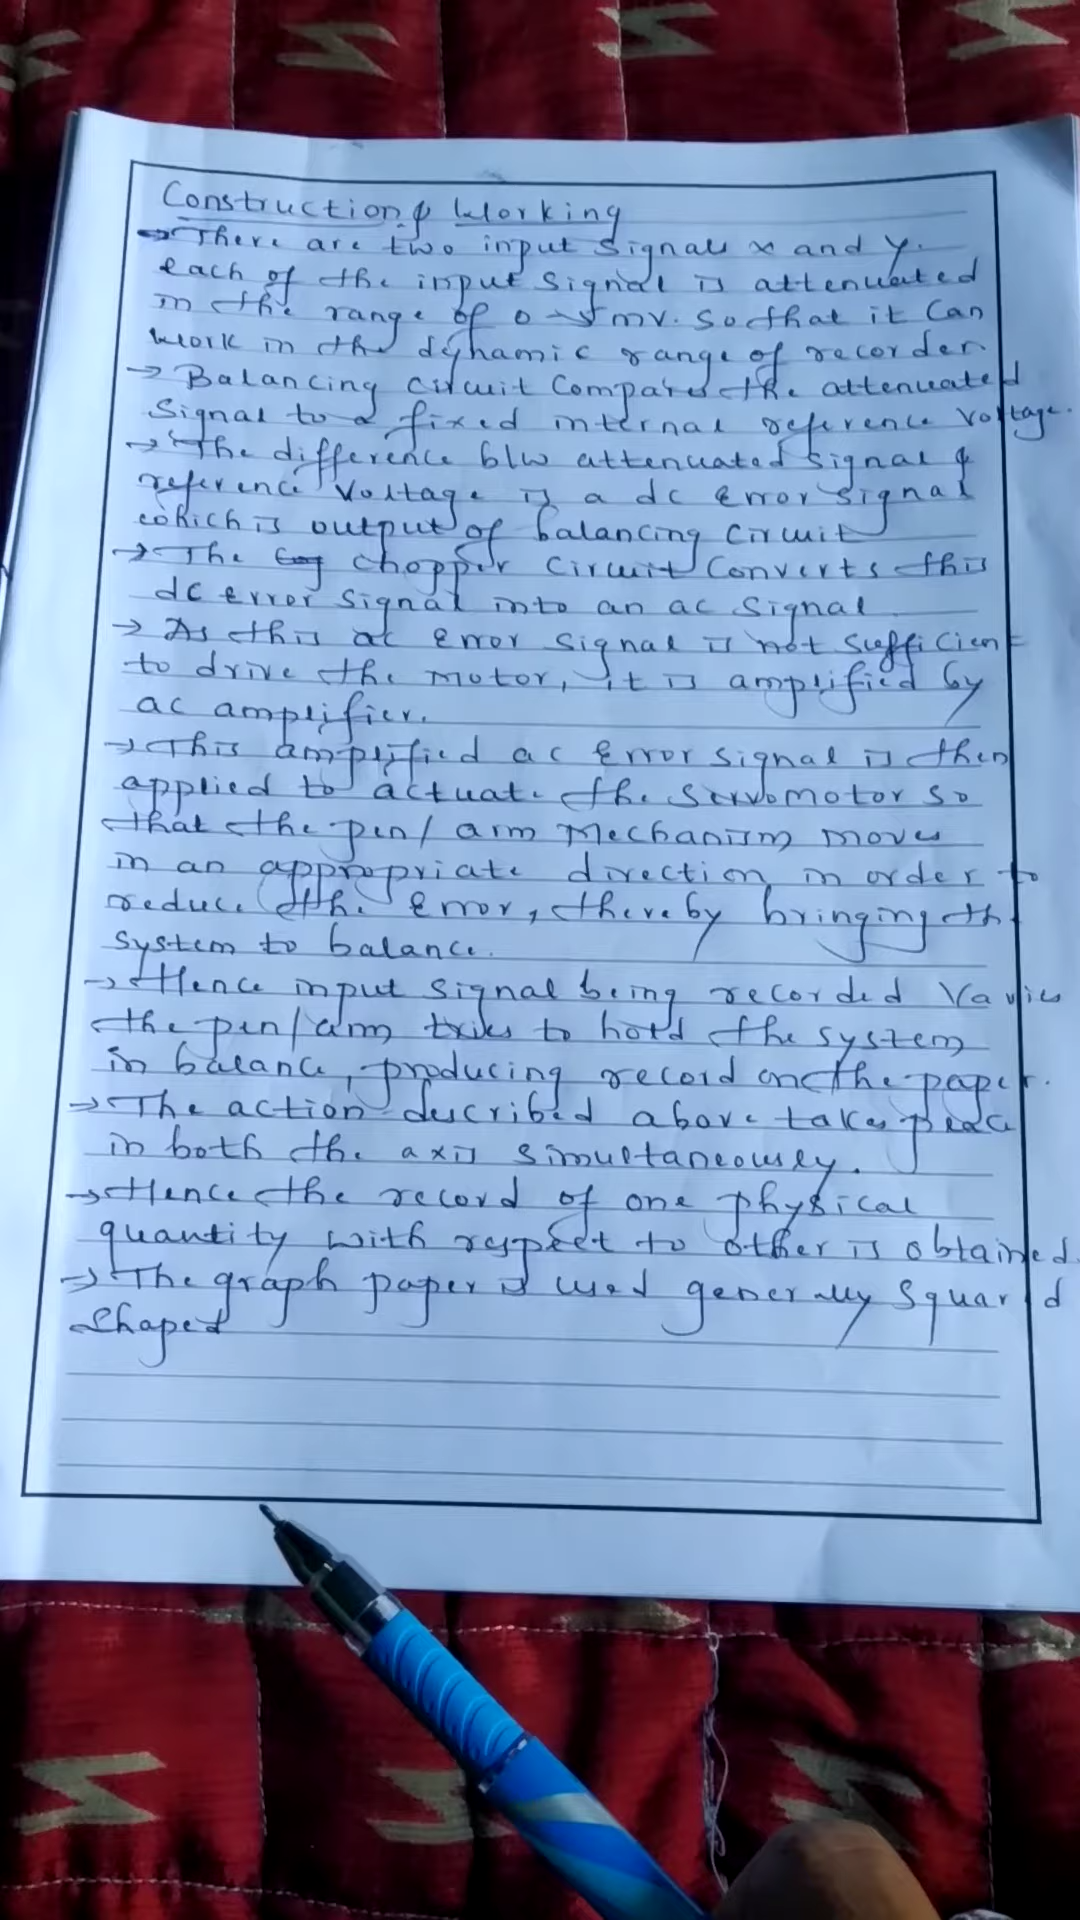 Construction & Working
→ There are two input signals x and y.
each of the input signal is attenuated
in the range of 0-5mv. so that it can
work in the dynamic range of recorder
→ Balancing circuit compares the attenuated
signal to a fixed internal reference voltage.
→ The difference b/w attenuated signal &
reference voltage is a dc error signal
which is output of balancing circuit
→ The chopper circuit converts this
dc error signal into an ac signal
→ As this ac error signal is not sufficient
to drive the motor, it is amplified by
ac amplifier.
→ This amplified ac error signal is then
applied to actuate the servomotor so
that the pen/arm mechanism moves
in an appropriate direction in order to
reduce the error, thereby bringing the
system to balance.
→ Hence input signal being recorded varies
the pen/arm tries to hold the system
in balance, producing record on the paper.
→ The action described above takes place
in both the axis simultaneously.
→ Hence the record of one physical
quantity with respect to other is obtained.
→ The graph paper is used generally squared
shaped